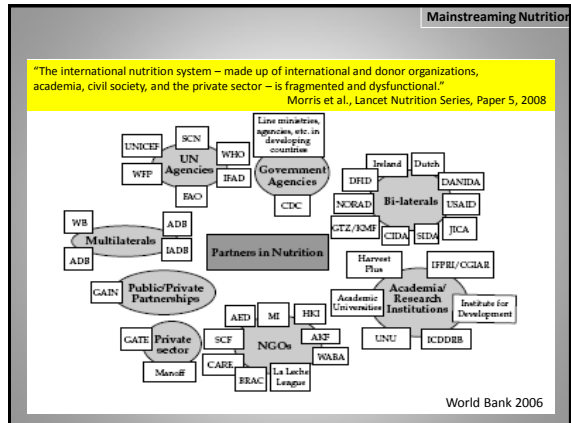 Mainstreaming Nutrition
“The international nutrition system – made up of international and donor organizations,
academia, civil society, and the private sector – is fragmented and dysfunctional.”
Morris et al., Lancet Nutrition Series, Paper 5, 2008
UNICEF
SCN
WHO
WFP
UN
Agencies
IFAD
FAO
Line ministries,
agencies, etc. in
developing
countries
Government
Agencies
CDC
Ireland
Dutch
DFID
DANIDA
NORAD
Bi-laterals
USAID
GTZ/KMF
CIDA
SIDA
JICA
WB
ADB
Multilaterals
ADB
IADB
Partners in Nutrition
Harvest
Plus
IFPRI/CGIAR
Academic
Universities
Academia/
Research
Institutions
Institute for
Development
UNU
ICDDRB
GAIN
Public/Private
Partnerships
GATE
Private
sector
Manoff
AED
MI
HKI
SCF
NGOs
AKF
WABA
CARE
BRAC
La Leche
League
World Bank 2006